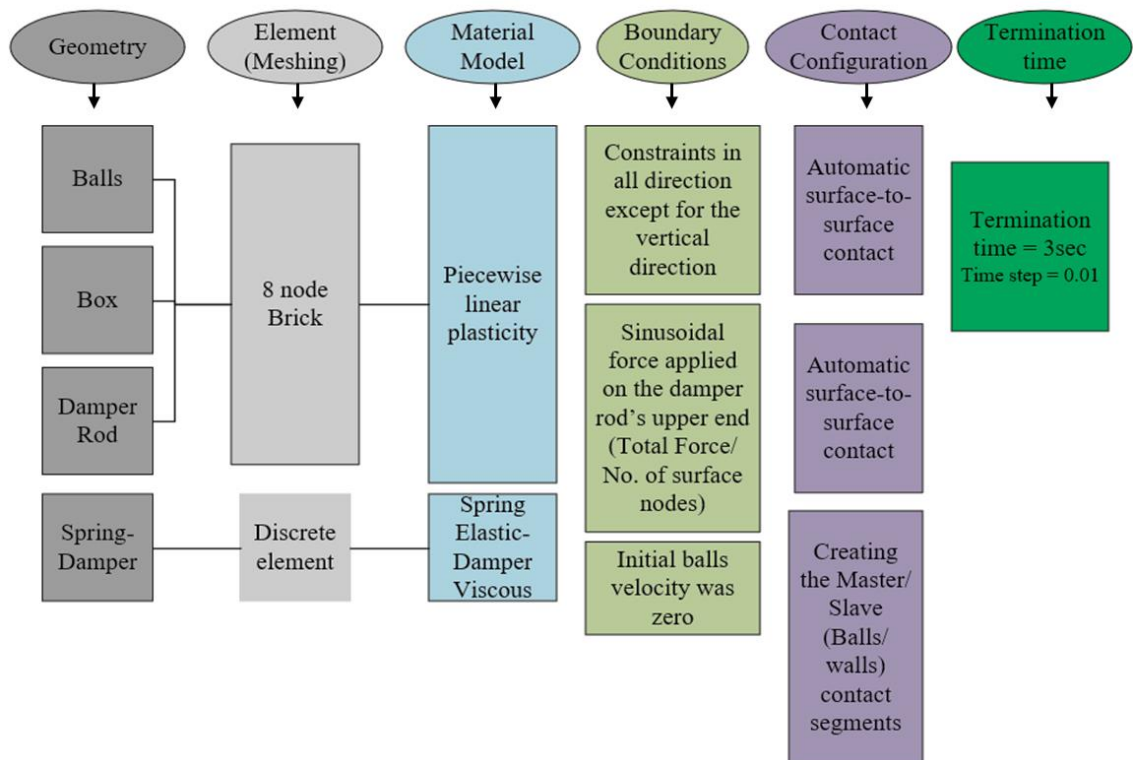 Geometry
Element
(Meshing)
Material
Model
Boundary
Conditions
Contact
Configuration
Termination
time
Balls
Box
Damper
Rod
Spring-
Damper
8 node
Brick
Discrete
element
Piecewise
linear
plasticity
Spring
Elastic-
Damper
Viscous
Constraints in
all direction
except for the
vertical
direction
Sinusoidal
force applied
on the damper
rod's upper end
(Total Force/
No. of surface
nodes)
Initial balls
velocity was
zero
Automatic
surface-to-
surface
contact
Automatic
surface-to-
surface
contact
Creating
the Master/
Slave
(Balls/
walls)
contact
segments
Termination
time = 3sec
Time step = 0.01